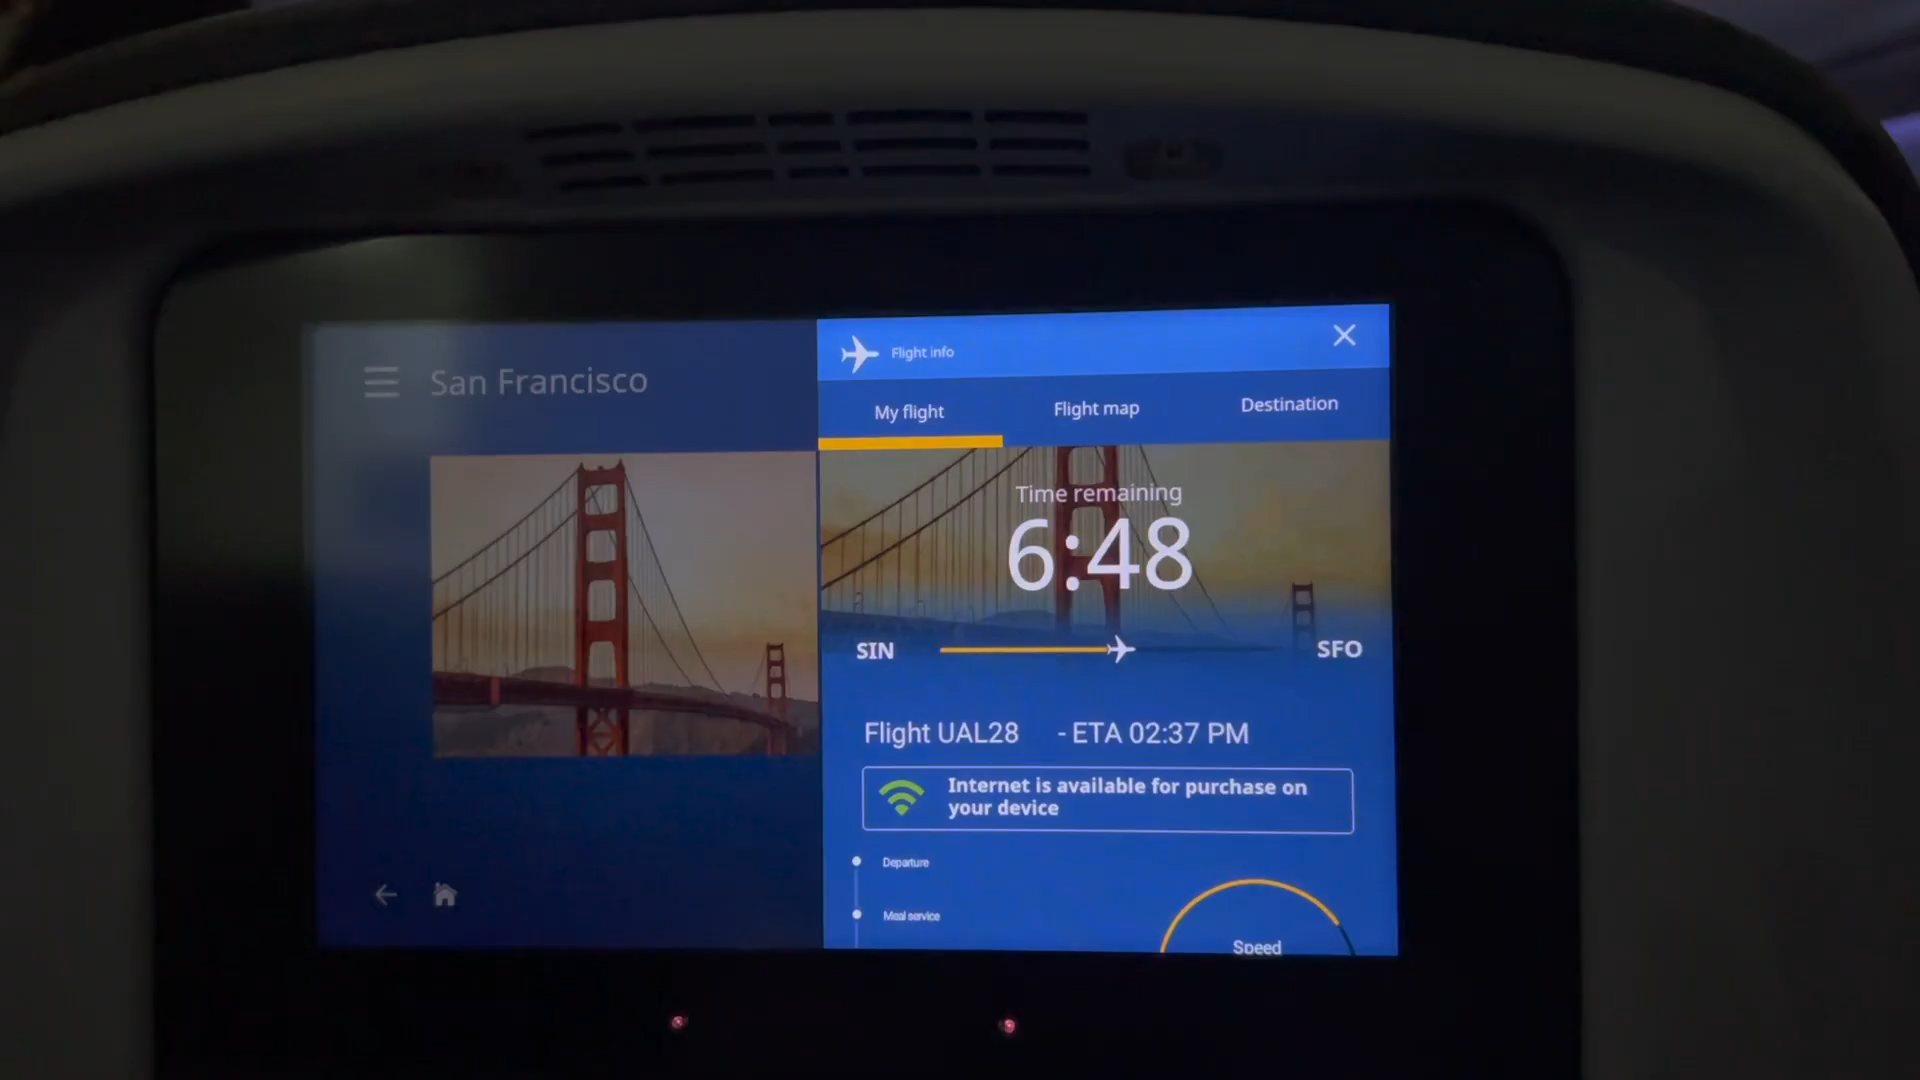 San Francisco
Flight info
My flight
Flight map
Destination
Time remaining
6:48
SIN
SFO
Flight UAL28 - ETA 02:37 PM
Internet is available for purchase on
your device
Departure
Meal service
Speed